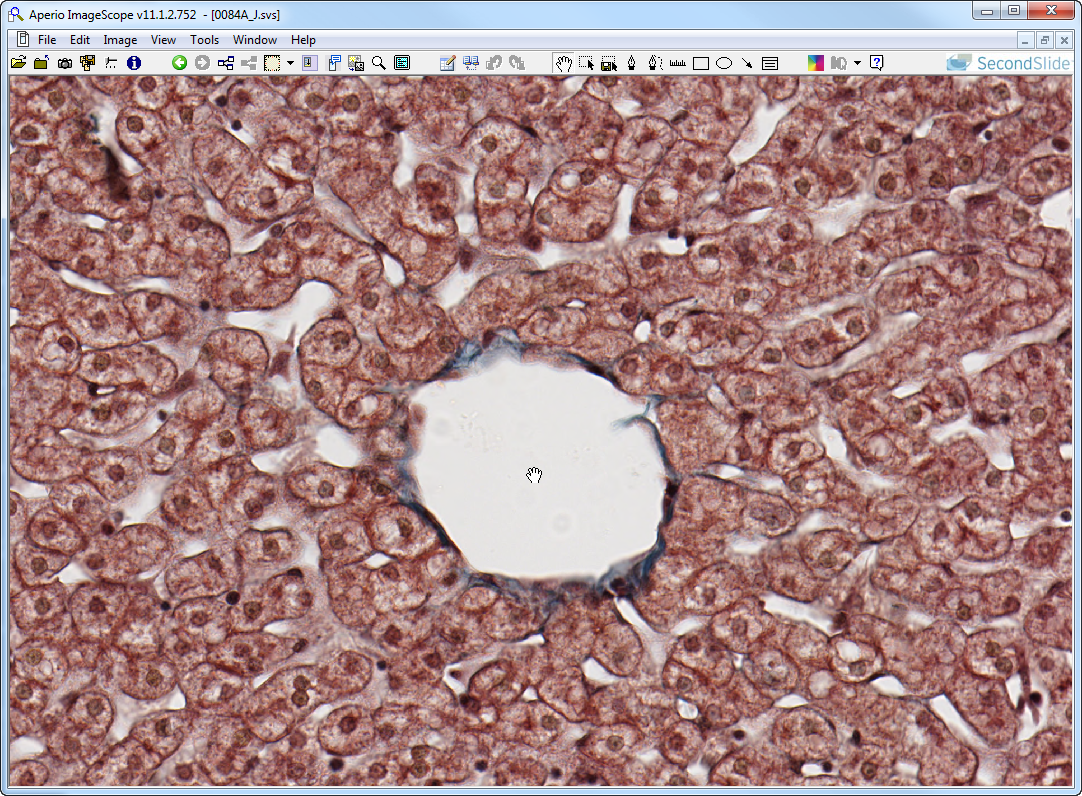 Aperio ImageScope v11.1.2.752 - [0084A_J.svs]
File Edit Image View Tools Window Help
SecondSlide